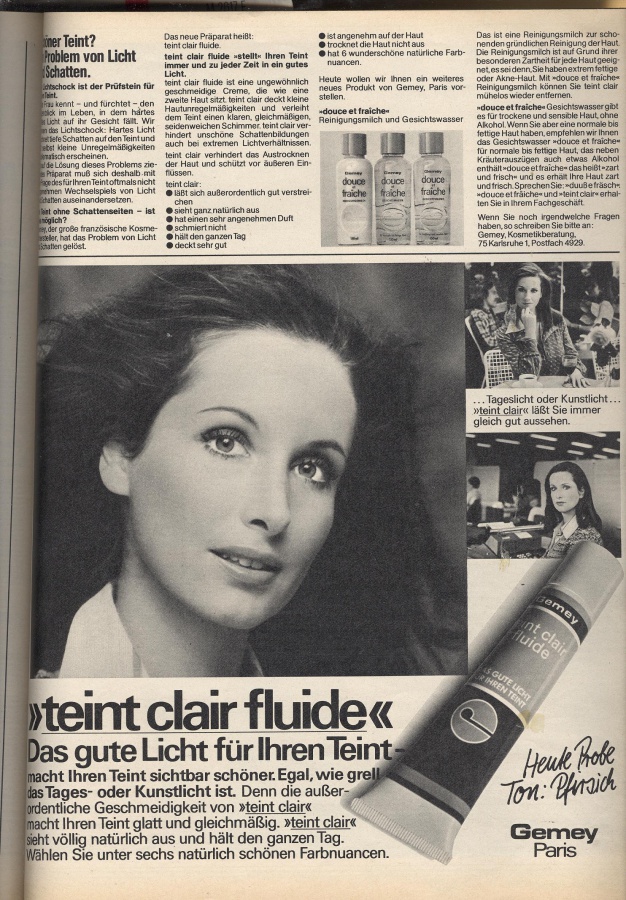 öner Teint?
Problem von Licht
Schatten.
Lichtschock ist der Prüfstein für
Teint.
Frau kennt – und fürchtet – den
blick im Leben, in dem hartes
Licht auf ihr Gesicht fällt. Wir
den das Lichtschock: Hartes Licht
tiefe Schatten auf den Teint und
selbst kleine Unregelmäßigkeiten
matisch erscheinen.
die Lösung dieses Problems zie-
Präparat muß sich deshalb mit
des für Ihren Teint oftmals nicht
nehmen Wechselspiels von Licht
Schatten auseinandersetzen.
Teint ohne Schattenseiten – ist
möglich?
der große französische Kosme-
steller, hat das Problem von Licht
Schatten gelöst.
Das neue Präparat heißt:
teint clair fluide.
teint clair fluide »stellt« Ihren Teint
immer und zu jeder Zeit in ein gutes
Licht.
teint clair fluide ist eine ungewöhnlich
geschmeidige Creme, die wie eine
zweite Haut sitzt. teint clair deckt kleine
Hautunregelmäßigkeiten und verleiht
dem Teint einen klaren, gleichmäßigen,
seidenweichen Schimmer. teint clair ver-
hindert unschöne Schattenbildungen
auch bei extremen Lichtverhältnissen.
teint clair verhindert das Austrocknen
der Haut und schützt vor äußeren Ein-
flüssen.
teint clair:
● läß sich außerordentlich gut verstrei-
chen
● sieht ganz natürlich aus
● hat einen sehr angenehmen Duft
● schmiert nicht
● hält den ganzen Tag
● deckt sehr gut
● ist angenehm auf der Haut
● trocknet die Haut nicht aus
● hat 6 wunderschöne natürliche Farb-
nuancen.
Heute wollen wir Ihnen ein weiteres
neues Produkt von Gemey, Paris vor-
stellen.
»douce et fraîche«
Reinigungsmilch und Gesichtswasser
Gemey
douce
et
fraîche
Gemey
douce
et
fraîche
Gemey
douce
et
fraîche
Das ist eine Reinigungsmilch zur scho-
nenden gründlichen Reinigung der Haut.
Die Reinigungsmilch ist auf Grund ihrer
besonderen Zartheit für jede Haut geeig-
net, es sei denn, Sie haben extrem fettige
oder Akne-Haut. Mit »douce et fraîche«
Reinigungsmilch können Sie teint clair
mühelos wieder entfernen.
»douce et fraîche« Gesichtswasser gibt
es für trockene und sensible Haut, ohne
Alkohol. Wenn Sie aber eine normale bis
fettige Haut haben, empfehlen wir Ihnen
das Gesichtswasser »douce et fraîche«
für normale bis fettige Haut, das neben
Kräuterauszügen auch etwas Alkohol
enthält »douce et fraîche« das heißt »zart
und frisch« und es erhält Ihre Haut zart
und frisch. Sprechen Sie: »duuß e fräsch«
»douce et fraîche« und »teint clair« erhal-
ten Sie in Ihrem Fachgeschäft.
Wenn Sie noch irgendwelche Fragen
haben, so schreiben Sie bitte an:
Gemey, Kosmetikberatung,
75 Karlsruhe 1, Postfach 4929.
...Tageslicht oder Kunstlicht...
»teint clair« läßt Sie immer
gleich gut aussehen.
Gemey
teint clair
fluide
DAS GUTE LICHT
FÜR IHREN TEINT
»teint clair fluide«
Das gute Licht für Ihren Teint–
macht Ihren Teint sichtbar schöner. Egal, wie grell
das Tages- oder Kunstlicht ist. Denn die außer-
ordentliche Geschmeidigkeit von »teint clair«
macht Ihren Teint glatt und gleichmäßig. »teint clair«
sieht völlig natürlich aus und hält den ganzen Tag.
Wählen Sie unter sechs natürlich schönen Farbnuancen.
Heute Probe
Ton: Pfirsich
Gemey
Paris